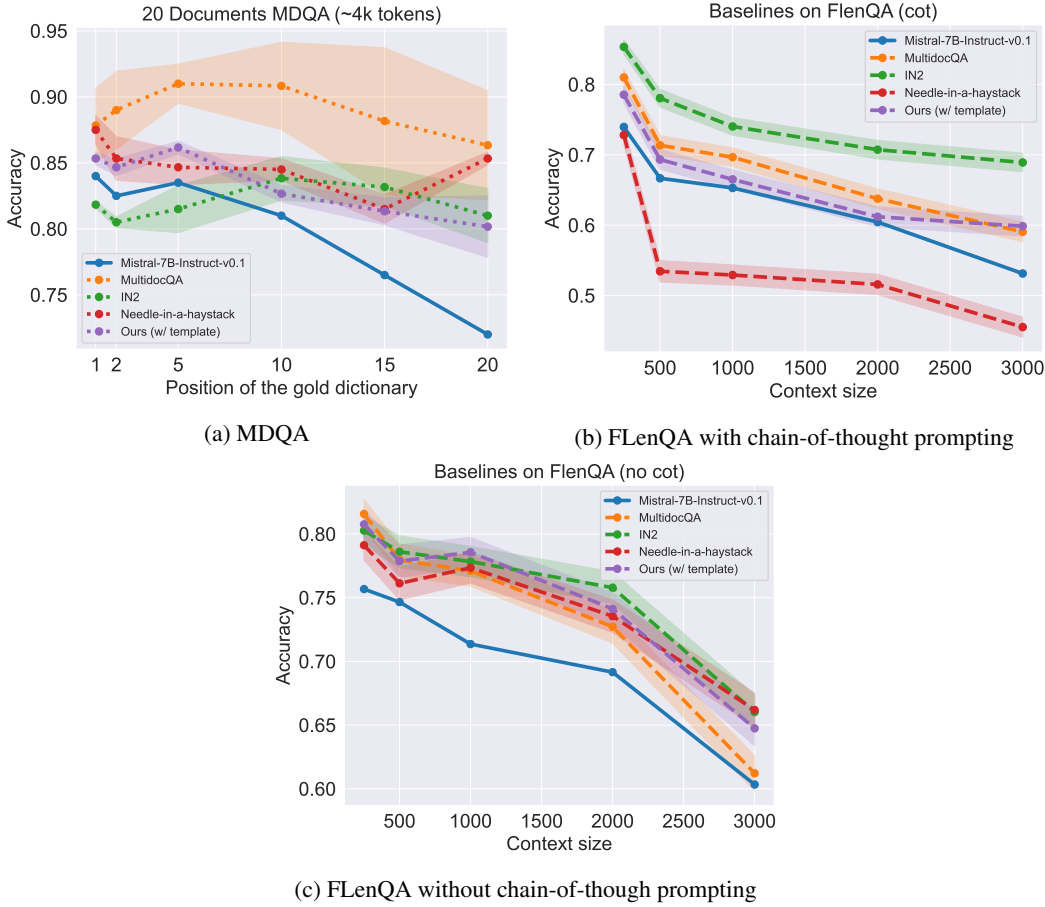 20 Documents MDQA (~4k tokens)
0.95
0.90
0.85
0.80
0.75
Accuracy
Mistral-7B-Instruct-v0.1
MultidocQA
IN2
Needle-in-a-haystack
Ours (w/ template)
1 2 5 10 15 20
Position of the gold dictionary
(a) MDQA
Baselines on FlenQA (cot)
0.8
0.7
0.6
0.5
Accuracy
Mistral-7B-Instruct-v0.1
MultidocQA
IN2
Needle-in-a-haystack
Ours (w/ template)
500 1000 1500 2000 2500 3000
Context size
(b) FLenQA with chain-of-thought prompting
Baselines on FlenQA (no cot)
0.80
0.75
0.70
0.65
0.60
Accuracy
Mistral-7B-Instruct-v0.1
MultidocQA
IN2
Needle-in-a-haystack
Ours (w/ template)
500 1000 1500 2000 2500 3000
Context size
(c) FLenQA without chain-of-though prompting